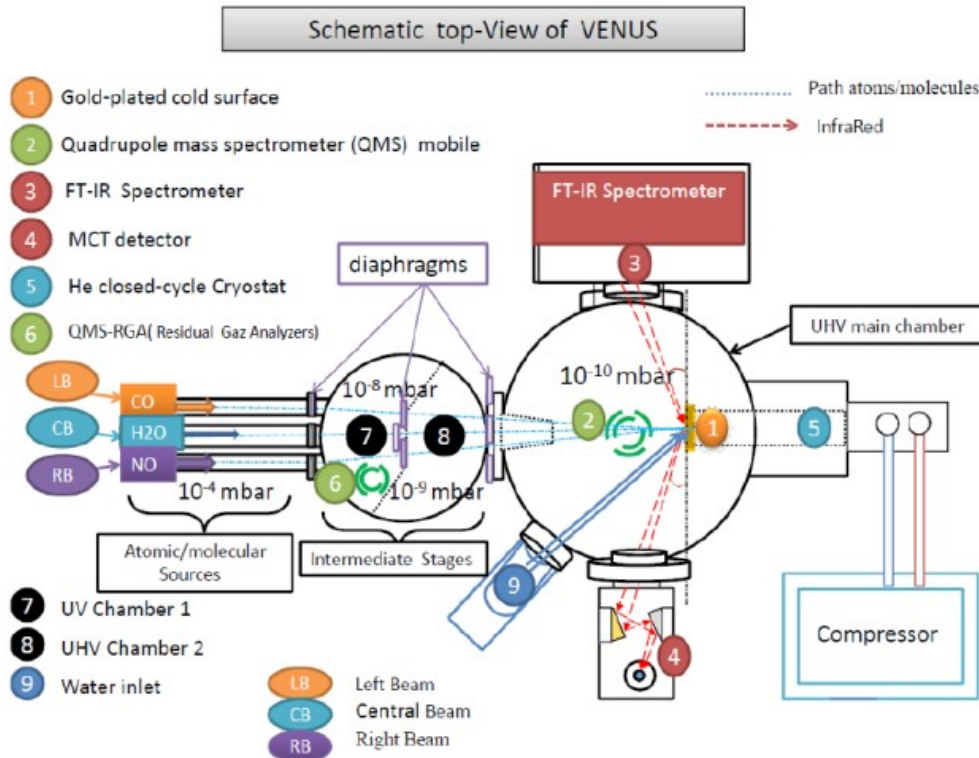 Schematic top-View of VENUS
1 Gold-plated cold surface
2 Quadrupole mass spectrometer (QMS) mobile
3 FT-IR Spectrometer
4 MCT detector
5 He closed-cycle Cryostat
6 QMS-RGA( Residual Gaz Analyzers)
Path atoms/molecules
InfraRed
FT-IR Spectrometer
3
diaphragms
UHV main chamber
LB
CO
CB
H2O
RB
NO
10-4 mbar
10-8 mbar
7
8
6
10-9 mbar
10-10 mbar
2
1
5
9
4
Atomic/molecular
Sources
Intermediate Stages
Compressor
7 UV Chamber 1
8 UHV Chamber 2
9 Water inlet
LB Left Beam
CB Central Beam
RB Right Beam